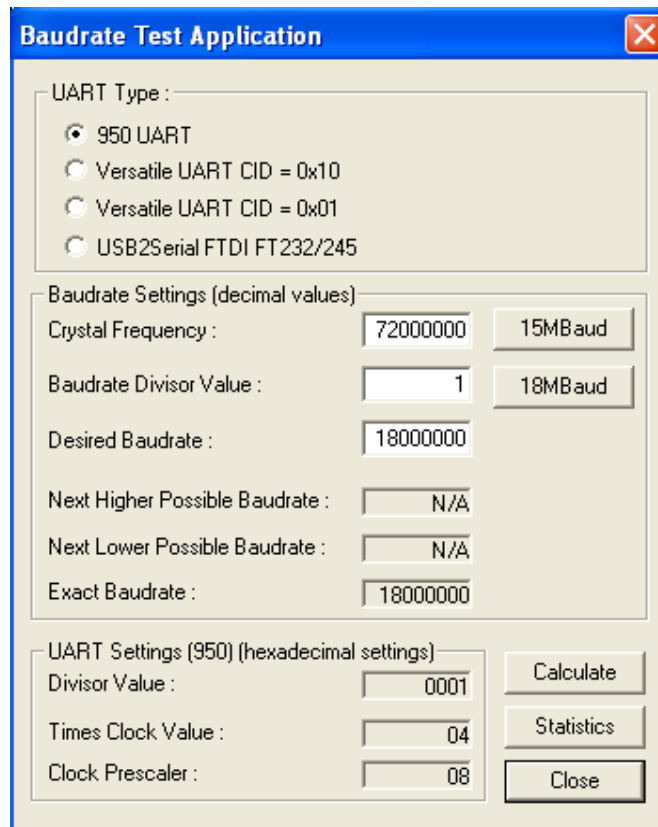 Baudrate Test Application
UART Type :
950 UART
Versatile UART CID = 0x10
Versatile UART CID = 0x01
USB2Serial FTDI FT232/245
Baudrate Settings (decimal values)
Crystal Frequency : 72000000 15MBaud
Baudrate Divisor Value : 1 18MBaud
Desired Baudrate : 18000000
Next Higher Possible Baudrate : N/A
Next Lower Possible Baudrate : N/A
Exact Baudrate : 18000000
UART Settings (950) (hexadecimal settings)
Divisor Value : 0001 Calculate
Times Clock Value : 04 Statistics
Clock Prescaler : 08 Close